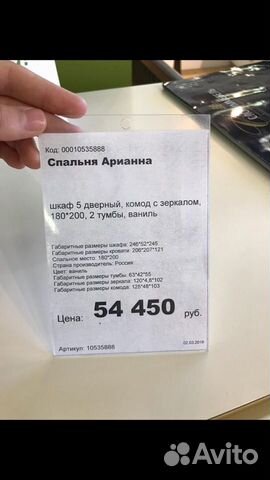 Код: 00010535888
Спальня Арианна
шкаф 5 дверный, комод с зеркалом,
180*200, 2 тумбы, ваниль
Габаритные размеры шкафа: 246*52*245
Габаритные размеры кровати: 206*207*121
Спальное место: 180*200
Страна производитель: Россия
Цвет: ваниль
Габаритные размеры тумбы: 63*42*55
Габаритные размеры зеркала: 120*4,6*102
Габаритные размеры комода: 125*48*103
Цена: 54 450 руб.
Артикул: 10535888
02.03.2019
Avito